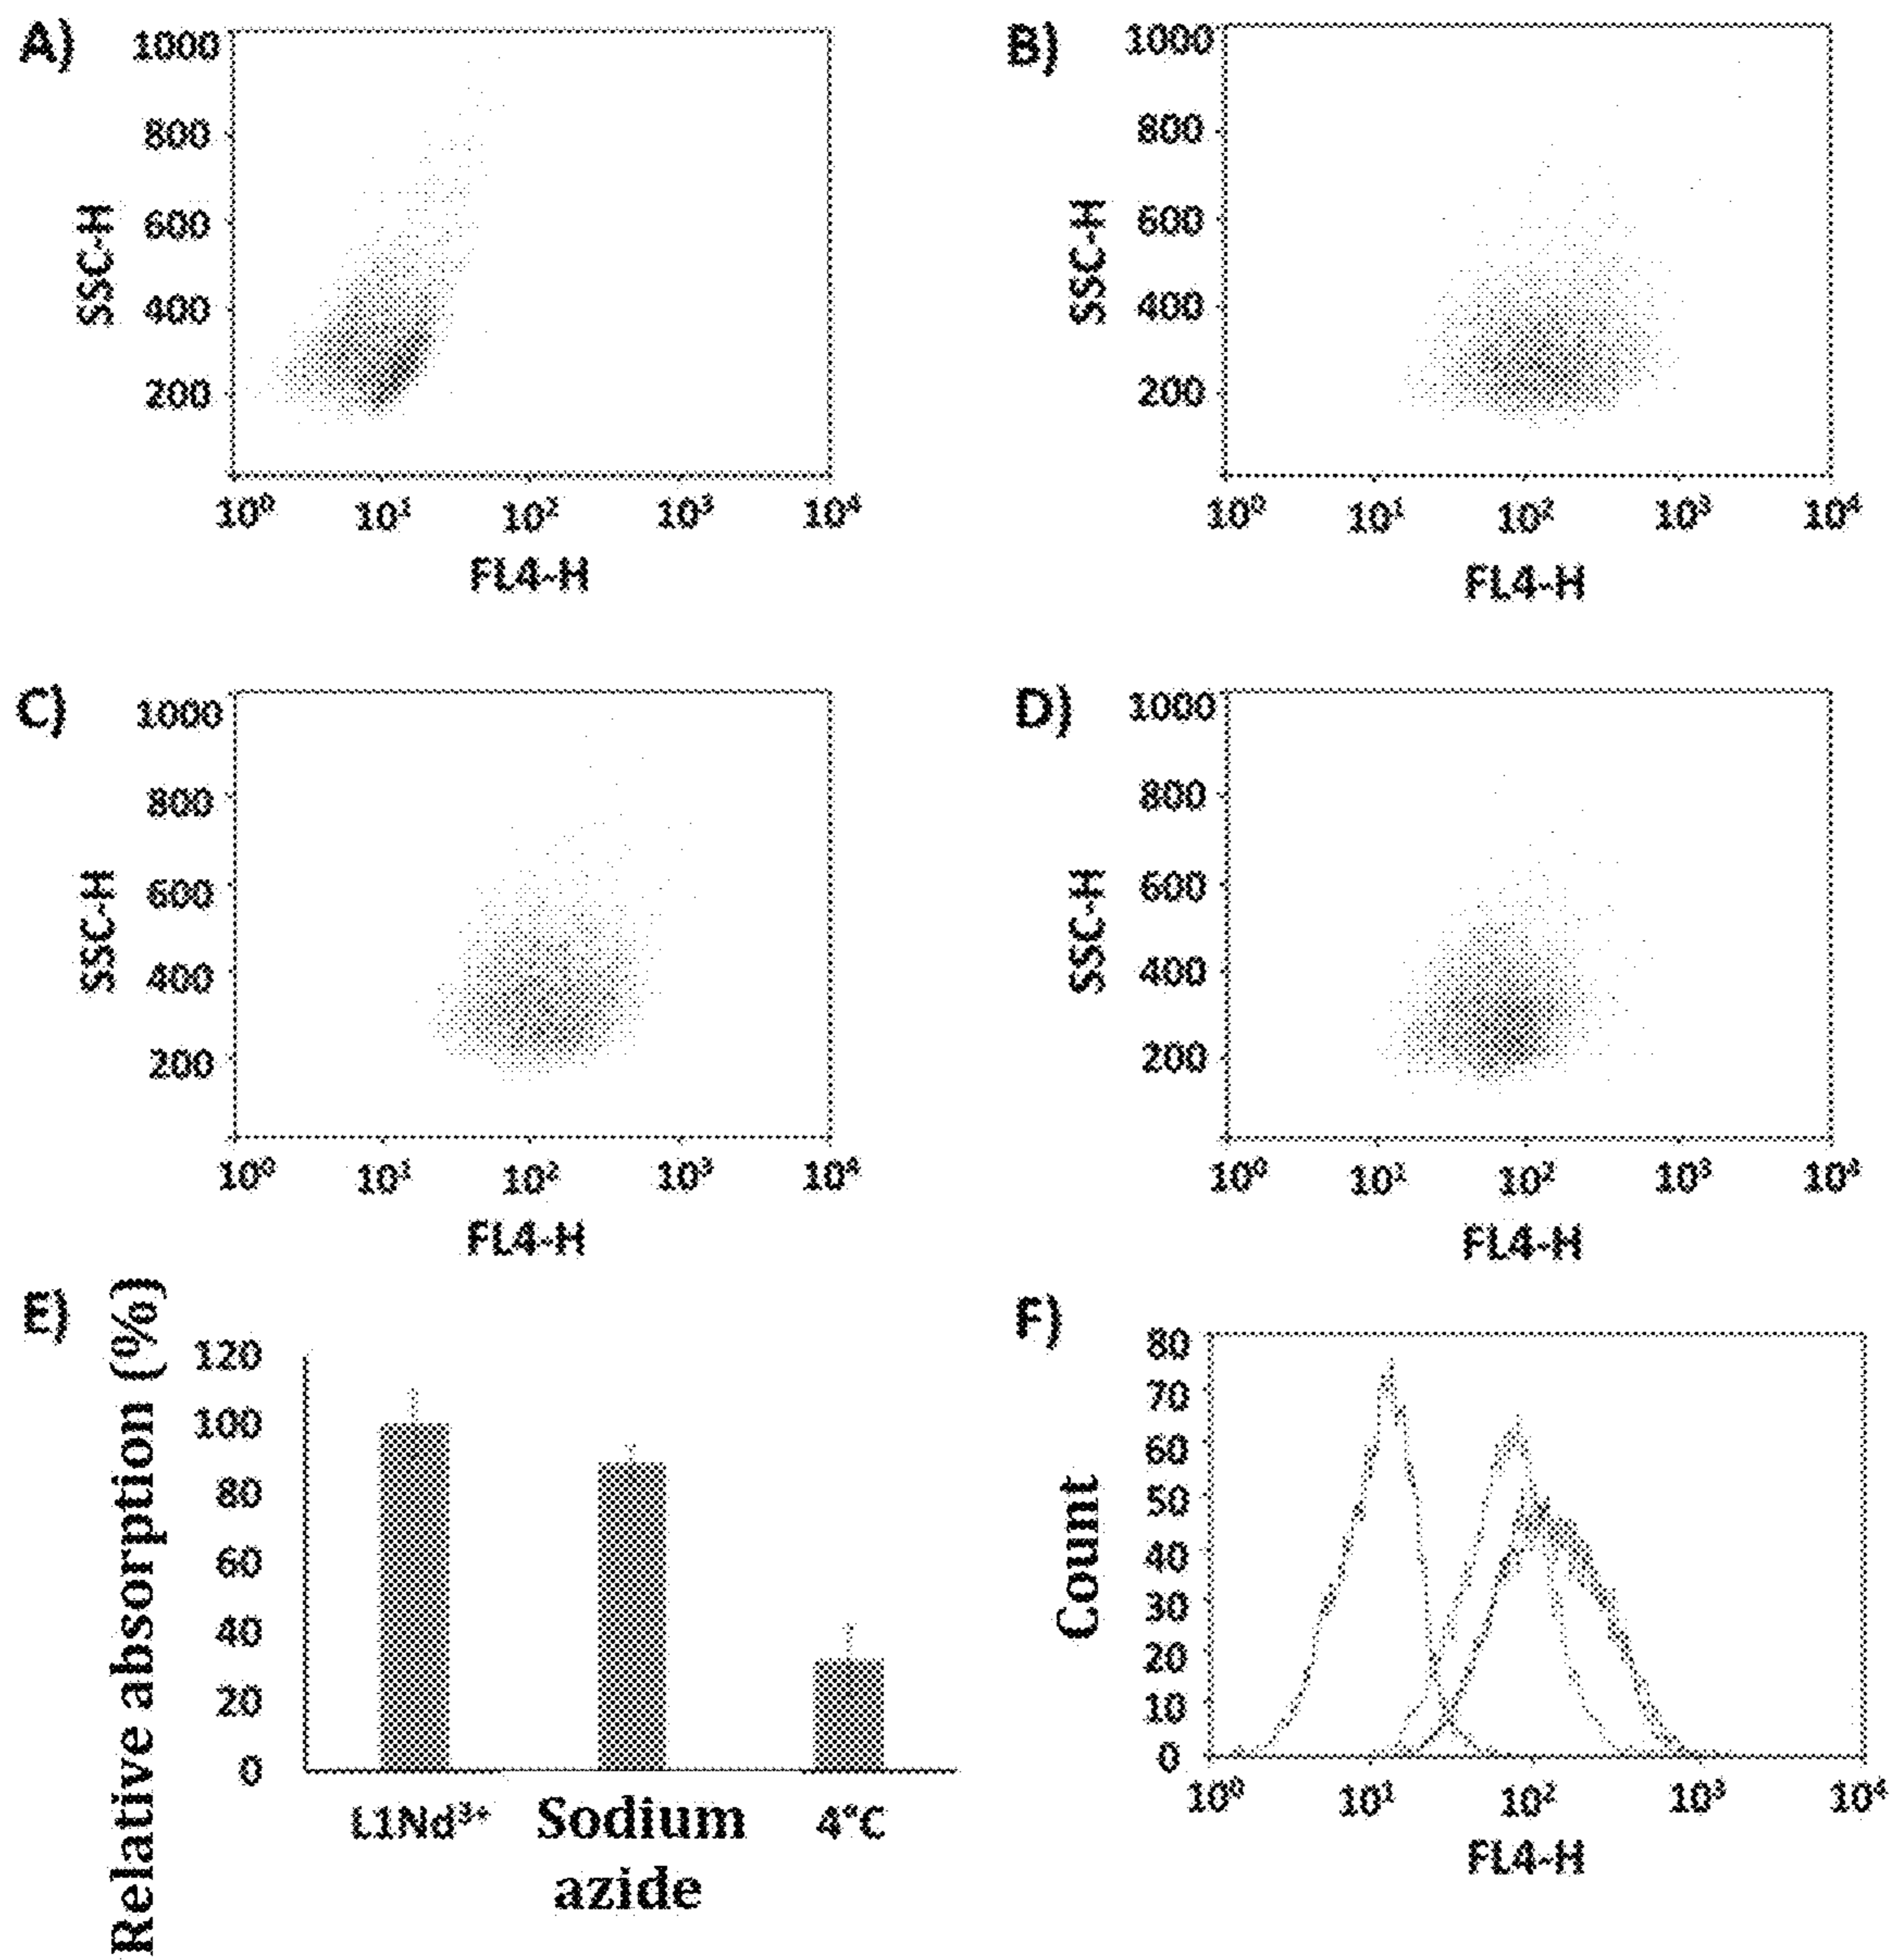 A)
1000
800
600
400
200
SSC-H
10⁰ 10¹ 10² 10³ 10⁴
FL4-H
B)
1000
800
600
400
200
SSC-H
10⁰ 10¹ 10² 10³ 10⁴
FL4-H
C)
1000
800
600
400
200
SSC-H
10⁰ 10¹ 10² 10³ 10⁴
FL4-H
D)
1000
800
600
400
200
SSC-H
10⁰ 10¹ 10² 10³ 10⁴
FL4-H
E)
Relative absorption (%)
120
100
80
60
40
20
0
L1Nd³⁺ Sodium azide 4°C
F)
80
70
60
50
40
30
20
10
0
Count
10⁰ 10¹ 10² 10³ 10⁴
FL4-H